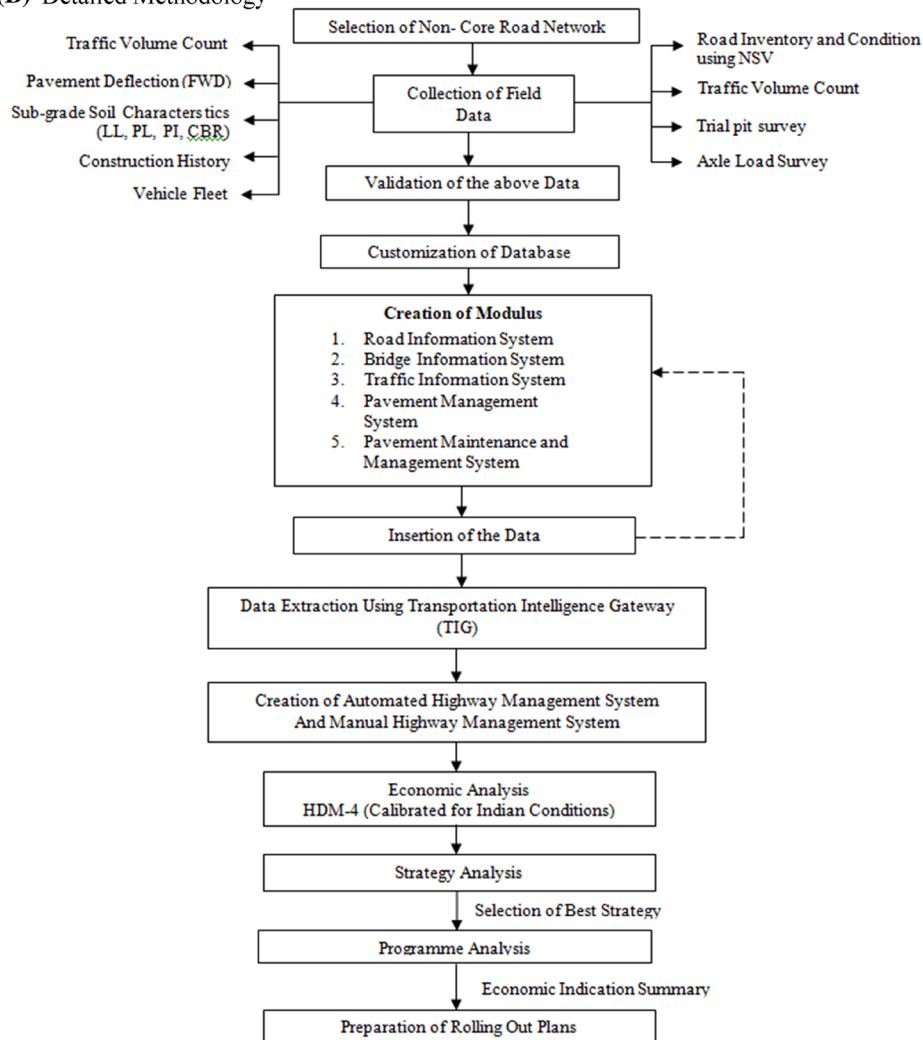 (B) Detailed Methodology
Selection of Non- Core Road Network
Traffic Volume Count
Pavement Deflection (FWD)
Sub-grade Soil Characterstics
(LL, PL, PI, CBR)
Construction History
Vehicle Fleet
Collection of Field
Data
Road Inventory and Condition
using NSV
Traffic Volume Count
Trial pit survey
Axle Load Survey
Validation of the above Data
Customization of Database
Creation of Modulus
1. Road Information System
2. Bridge Information System
3. Traffic Information System
4. Pavement Management
System
5. Pavement Maintenance and
Management System
Insertion of the Data
Data Extraction Using Transportation Intelligence Gateway
(TIG)
Creation of Automated Highway Management System
And Manual Highway Management System
Economic Analysis
HDM-4 (Calibrated for Indian Conditions)
Strategy Analysis
Selection of Best Strategy
Programme Analysis
Economic Indication Summary
Preparation of Rolling Out Plans